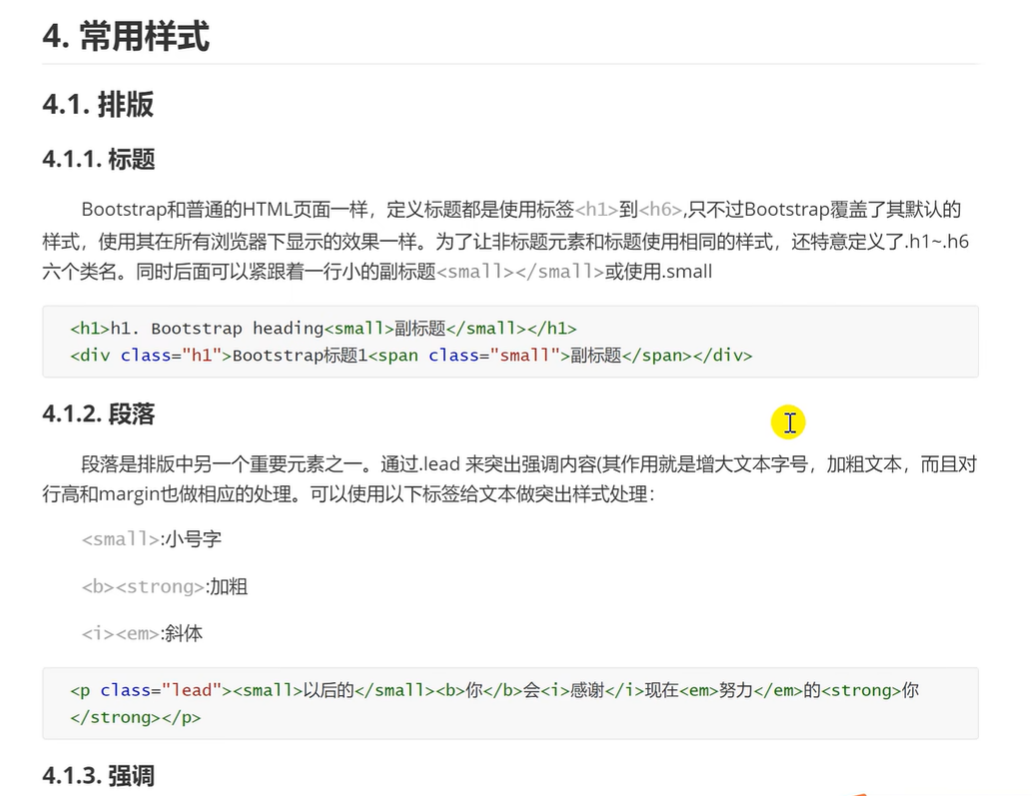 4. 常用样式
4.1. 排版
4.1.1. 标题
Bootstrap和普通的HTML页面一样，定义标题都是使用标签<h1>到<h6>,只不过Bootstrap覆盖了其默认的
样式，使用其在所有浏览器下显示的效果一样。为了让非标题元素和标题使用相同的样式，还特意定义了.h1~.h6
六个类名。同时后面可以紧跟着一行小的副标题<small></small>或使用.small
<h1>h1. Bootstrap heading<small>副标题</small></h1>
<div class="h1">Bootstrap标题1<span class="small">副标题</span></div>
4.1.2. 段落
段落是排版中另一个重要元素之一。通过.lead 来突出强调内容(其作用就是增大文本字号，加粗文本，而且对
行高和margin也做相应的处理。可以使用以下标签给文本做突出样式处理：
<small>:小号字
<b><strong>:加粗
<i><em>:斜体
<p class="lead"><small>以后的</small><b>你</b>会<i>感谢</i>现在<em>努力</em>的<strong>你
</strong></p>
4.1.3. 强调